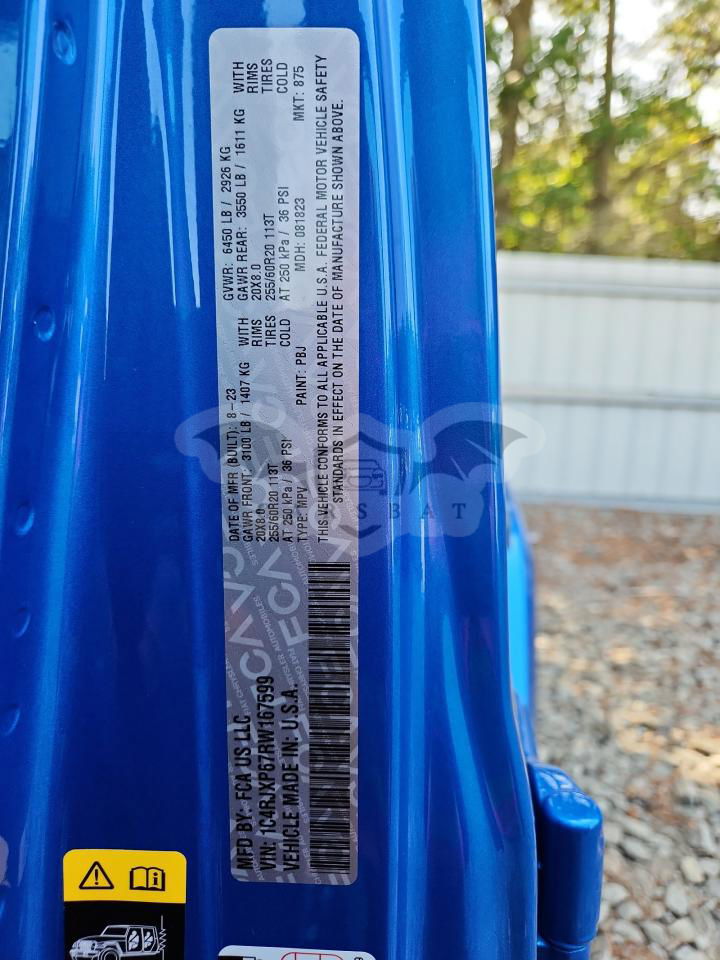 MFD BY: FCA US LLC
VIN: 1C4RJXP67RW167599
VEHICLE MADE IN: U.S.A.
DATE OF MFR (BUILT): 8-23
GAWR FRONT: 3100 LB / 1407 KG WITH
20X8.0 RIMS
255/60R20 113T TIRES
AT 250 kPa / 36 PSI COLD
TYPE: MPV PAINT: PBJ
GVWR: 6450 LB / 2926 KG
GAWR REAR: 3550 LB / 1611 KG WITH
20X8.0 RIMS
255/60R20 113T TIRES
AT 250 kPa / 36 PSI COLD
MDH: 081823 MKT: 875
THIS VEHICLE CONFORMS TO ALL APPLICABLE U.S.A. FEDERAL MOTOR VEHICLE SAFETY
STANDARDS IN EFFECT ON THE DATE OF MANUFACTURE SHOWN ABOVE.
FCA
FIAT CHRYSLER AUTOMOBILES